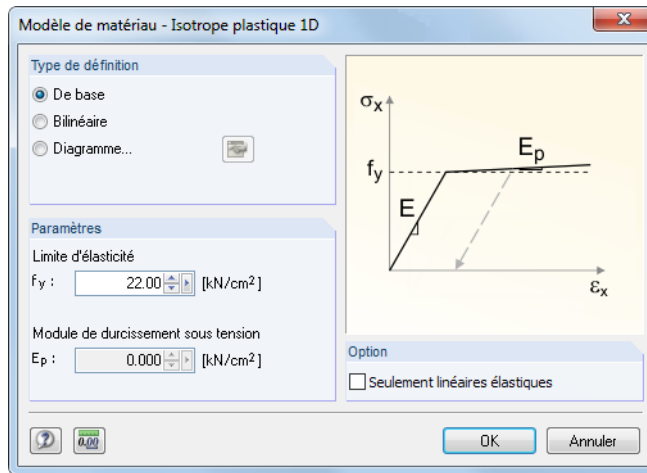 Modèle de matériau - Isotrope plastique 1D
Type de définition
De base
Bilinéaire
Diagramme...
Paramètres
Limite d'élasticité
fy : 22.00 [kN/cm²]
Module de durcissement sous tension
Ep : 0.000 [kN/cm²]
σx
Ep
fy
E
εx
Option
Seulement linéaires élastiques
0.00
OK
Annuler